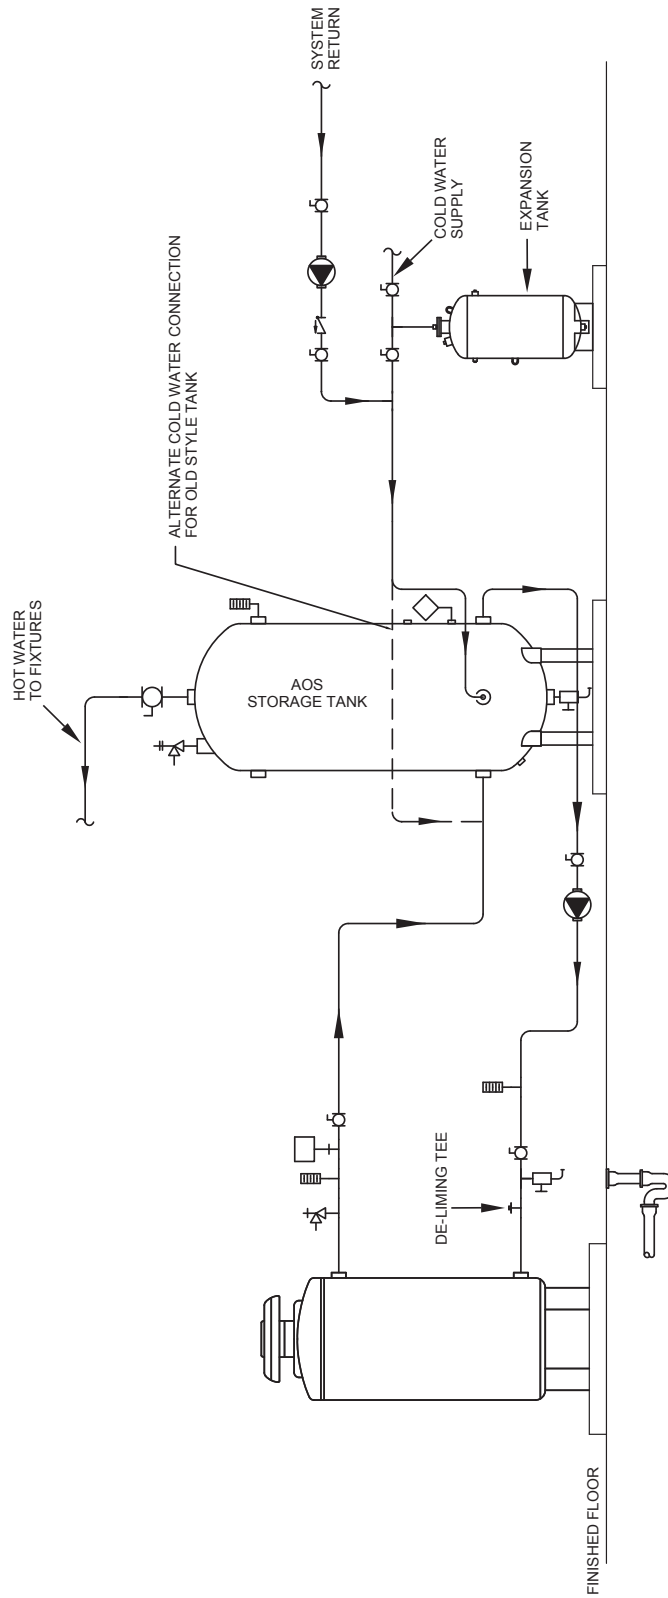 HOT WATER
TO FIXTURES
ALTERNATE COLD WATER CONNECTION
FOR OLD STYLE TANK
SYSTEM
RETURN
COLD WATER
SUPPLY
EXPANSION
TANK
AOS
STORAGE TANK
DE-LIMING TEE
FINISHED FLOOR